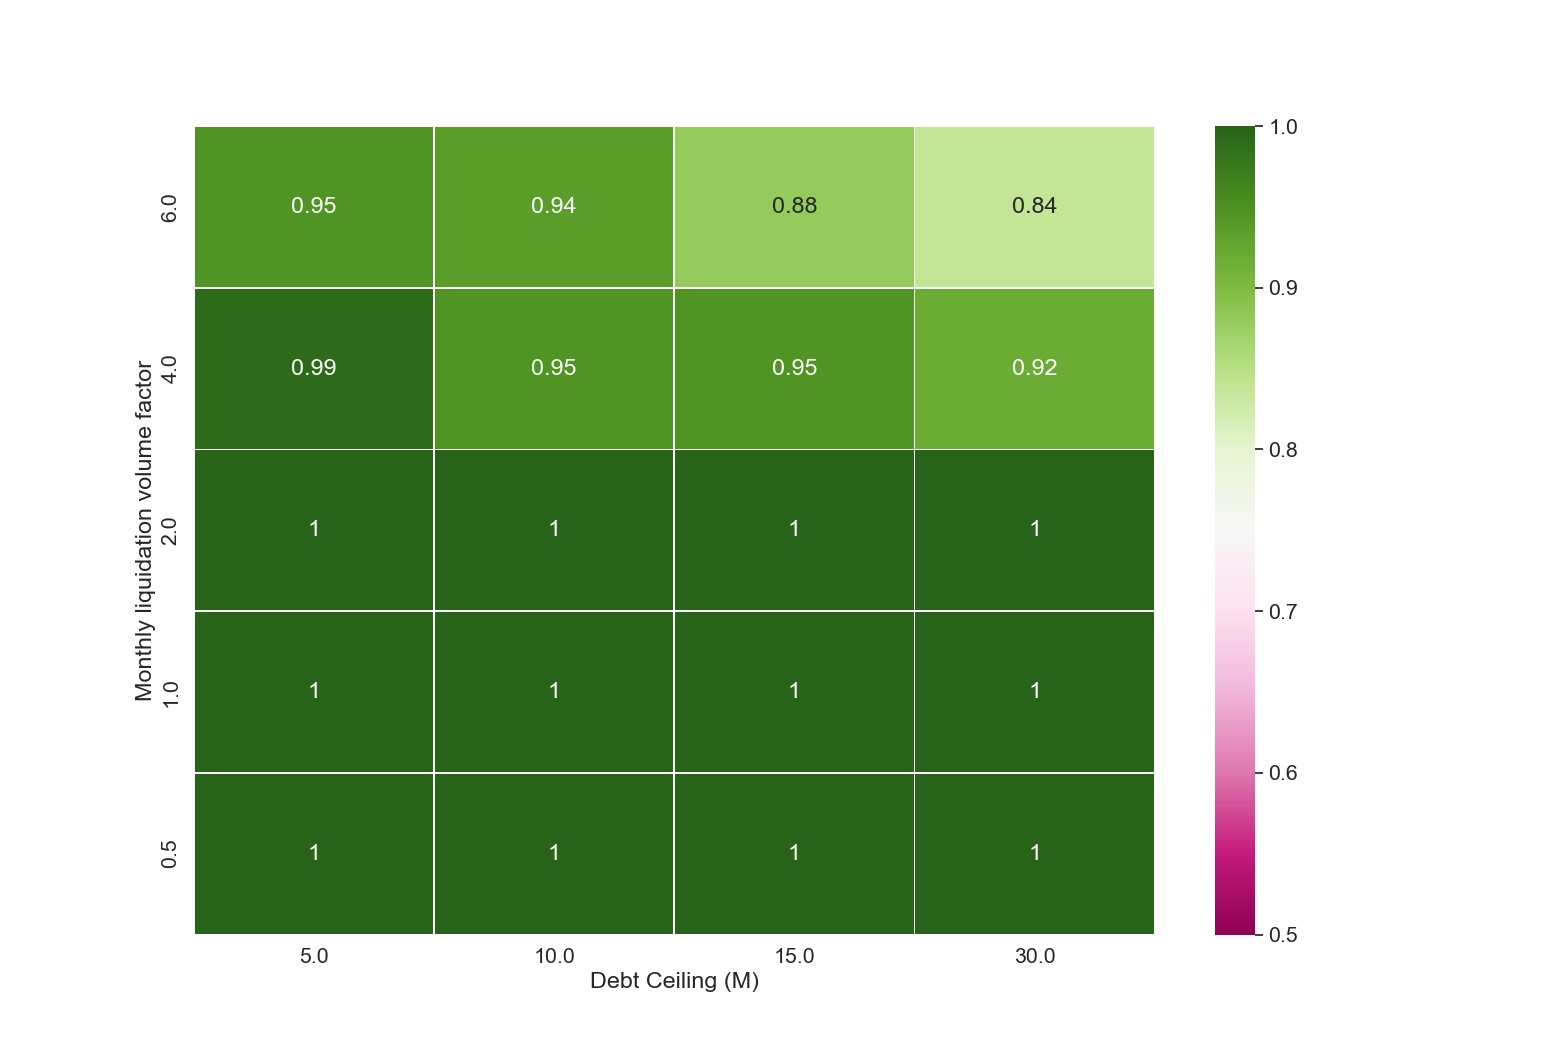 1.0
6.0 0.95 0.94 0.88 0.84
0.9
4.0 0.99 0.95 0.95 0.92
0.8
Monthly liquidation volume factor
2.0 1 1 1 1
0.7
1.0 1 1 1 1
0.6
0.5 1 1 1 1
0.5
5.0 10.0 15.0 30.0
Debt Ceiling (M)